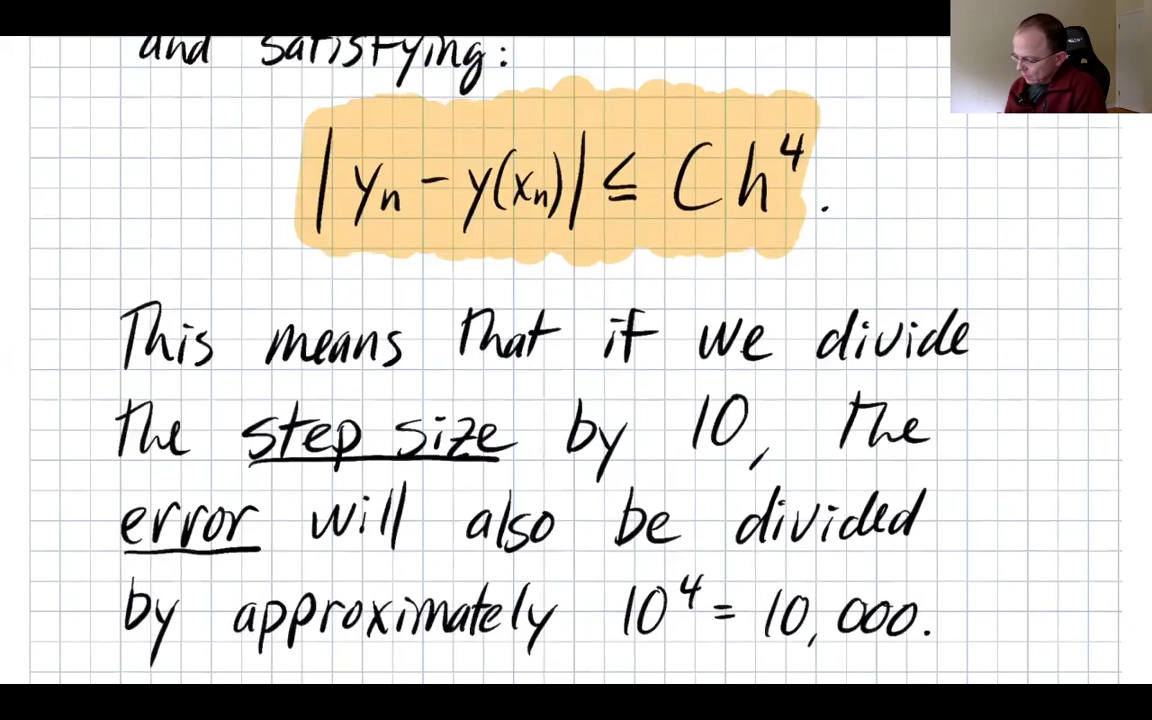 and satisfying:
| yₙ - y(xₙ)| ≤ C h⁴.
This means that if we divide
the step size by 10, the
error will also be divided
by approximately 10⁴ = 10,000.